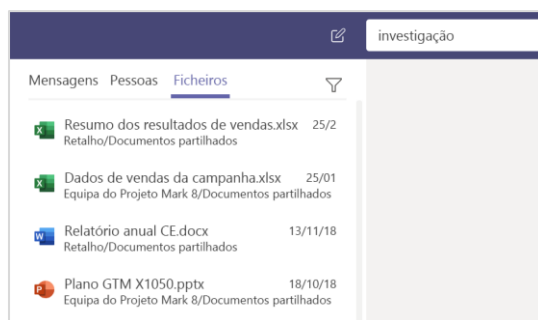 investigação
Mensagens Pessoas Ficheiros
Resumo dos resultados de vendas.xlsx 25/2
Retalho/Documentos partilhados
Dados de vendas da campanha.xlsx 25/01
Equipa do Projeto Mark 8/Documentos partilhados
Relatório anual CE.docx 13/11/18
Retalho/Documentos partilhados
Plano GTM X1050.pptx 18/10/18
Equipa do Projeto Mark 8/Documentos partilhados